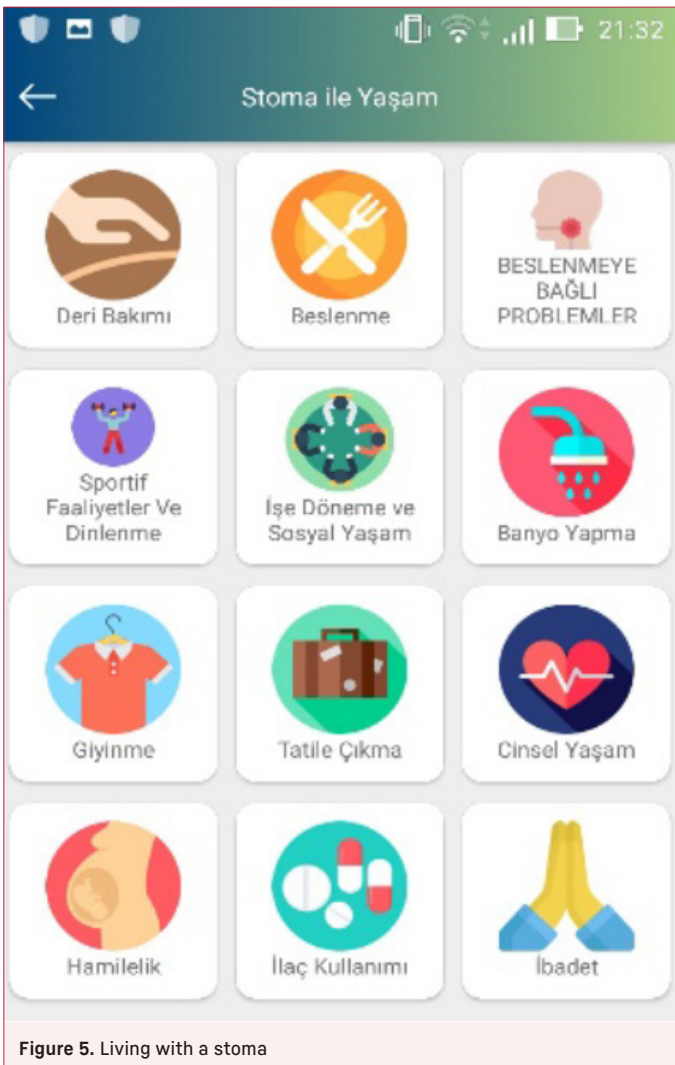 21:32
Stoma ile Yaşam
Deri Bakımı
Beslenme
BESLENMEYE
BAĞLI
PROBLEMLER
Sportif
Faaliyetler Ve
Dinlenme
İşe Döneme ve
Sosyal Yaşam
Banyo Yapma
Giyinme
Tatile Çıkma
Cinsel Yaşam
Hamilelik
İlaç Kullanımı
İbadet
Figure 5. Living with a stoma